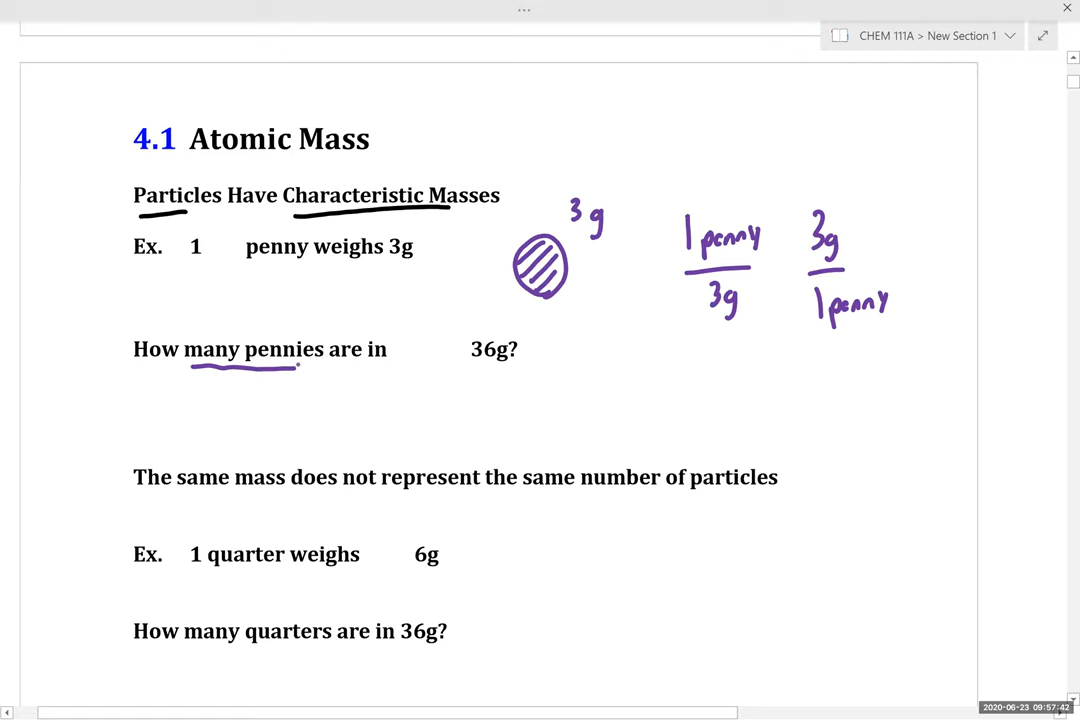 CHEM 111A > New Section 1
4.1 Atomic Mass
Particles Have Characteristic Masses
3g
1 penny 3g
3g 1 penny
Ex. 1 penny weighs 3g
How many pennies are in 36g?
The same mass does not represent the same number of particles
Ex. 1 quarter weighs 6g
How many quarters are in 36g?
2020-06-23 09:57:42